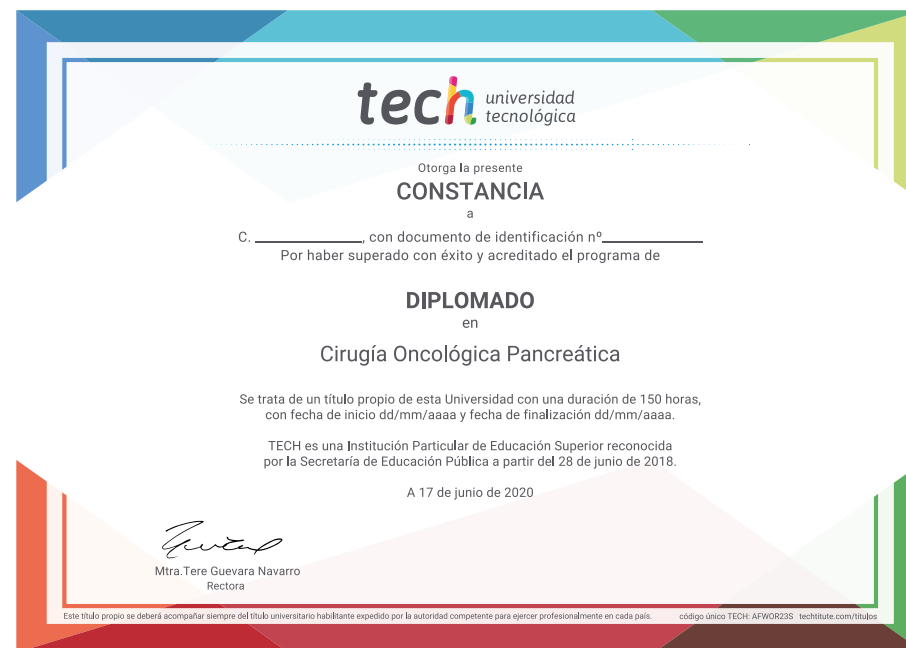 tech universidad
tecnológica
Otorga la presente
CONSTANCIA
a
C. ______________, con documento de identificación nº_____________
Por haber superado con éxito y acreditado el programa de
DIPLOMADO
en
Cirugía Oncológica Pancreática
Se trata de un título propio de esta Universidad con una duración de 150 horas,
con fecha de inicio dd/mm/aaaa y fecha de finalización dd/mm/aaaa.
TECH es una Institución Particular de Educación Superior reconocida
por la Secretaría de Educación Pública a partir del 28 de junio de 2018.
A 17 de junio de 2020
Mtra.Tere Guevara Navarro
Rectora
Este título propio se deberá acompañar siempre del título universitario habilitante expedido por la autoridad competente para ejercer profesionalmente en cada país. código único TECH: AFWOR23S techtitute.com/titulos